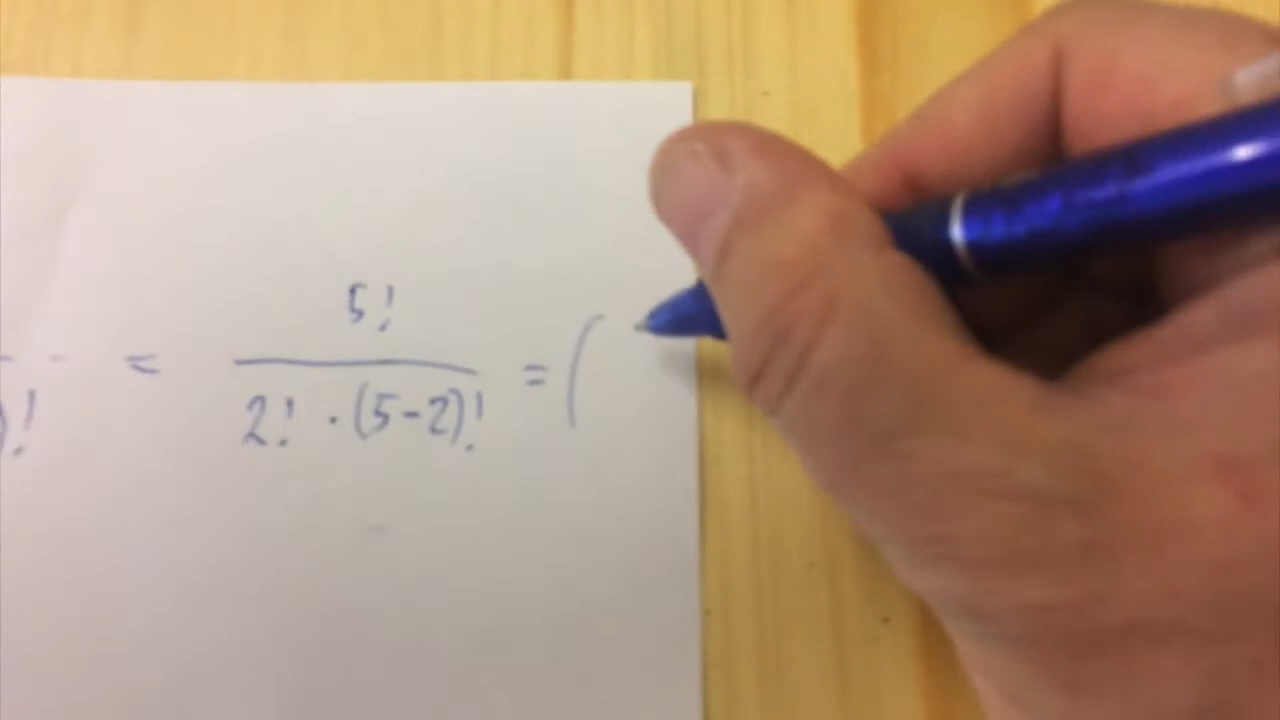 )! = 5! / 2! · (5-2)! = (